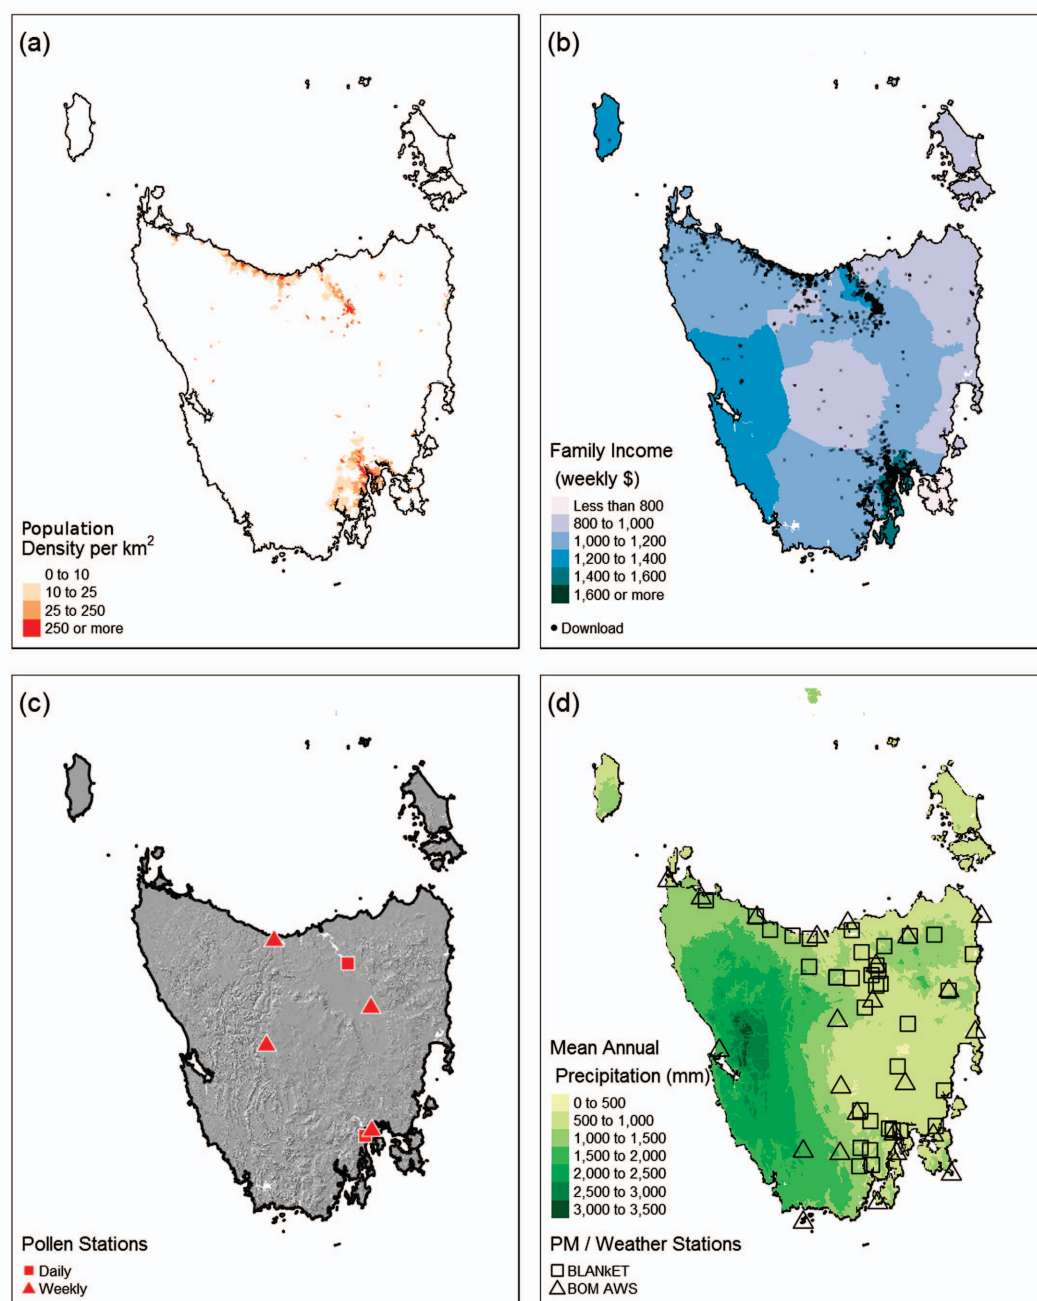 (a)
Population
Density per km²
0 to 10
10 to 25
25 to 250
250 or more
(b)
Family Income
(weekly $)
Less than 800
800 to 1,000
1,000 to 1,200
1,200 to 1,400
1,400 to 1,600
1,600 or more
Download
(c)
Pollen Stations
Daily
Weekly
(d)
Mean Annual
Precipitation (mm)
0 to 500
500 to 1,000
1,000 to 1,500
1,500 to 2,000
2,000 to 2,500
2,500 to 3,000
3,000 to 3,500
PM / Weather Stations
BLANkET
BOM AWS